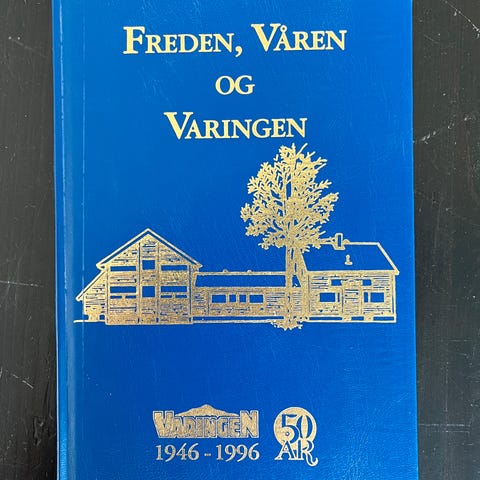 FREDEN, VÅREN
OG
VARINGEN
VARINGEN
1946 - 1996
50
ÅR